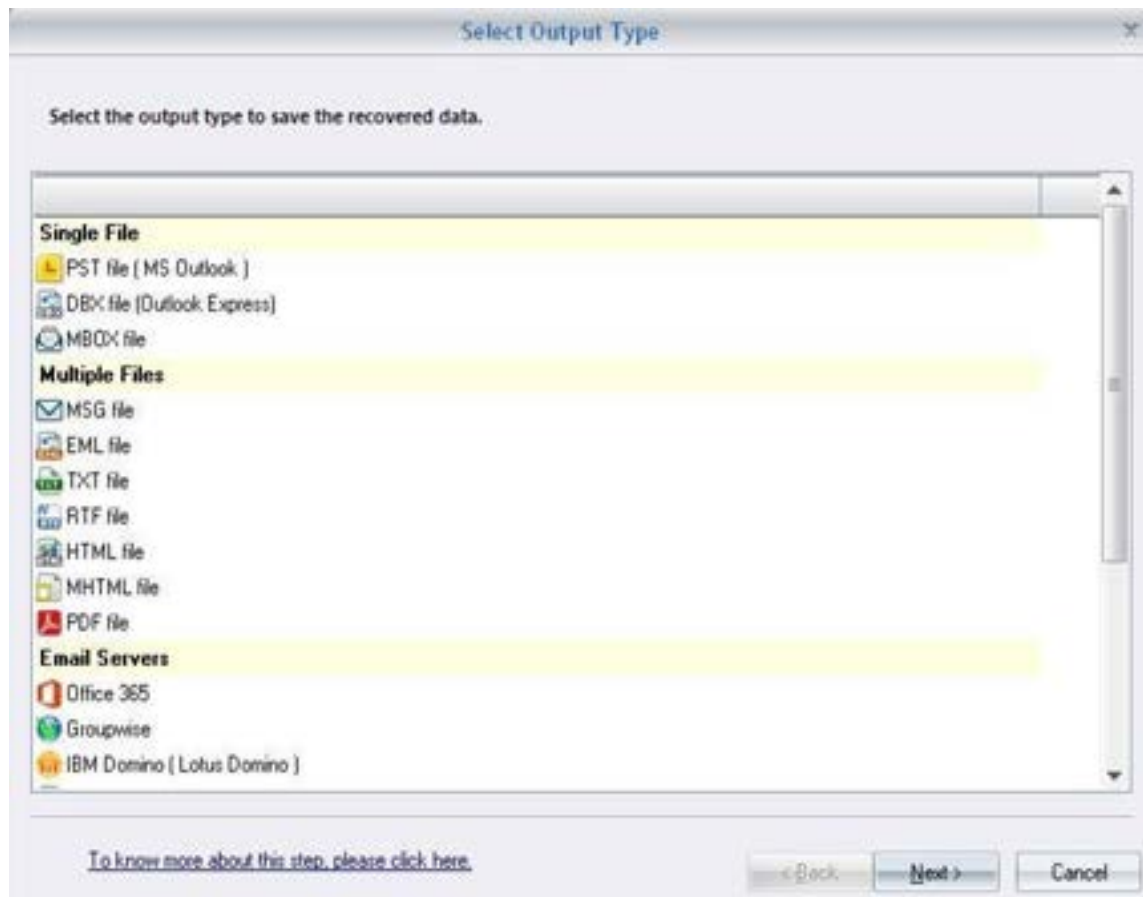 Select Output Type
Select the output type to save the recovered data.
Single File
PST file ( MS Outlook )
DBX file (Outlook Express)
MBOX file
Multiple Files
MSG file
EML file
TXT file
RTF file
HTML file
MHTML file
PDF file
Email Servers
Office 365
Groupwise
IBM Domino ( Lotus Domino )
To know more about this step, please click here.
< Back
Next >
Cancel